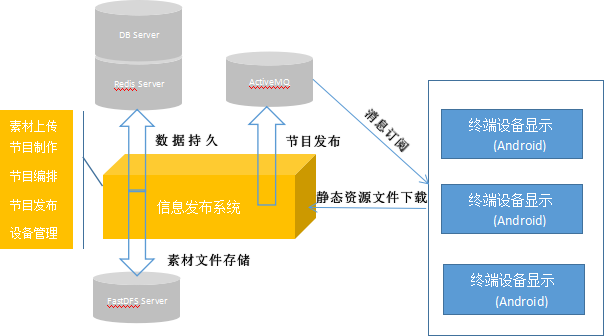 DB Server
Redis Server
ActiveMQ
素材上传
节目制作
节目编排
节目发布
设备管理
数据持久
节目发布
消息订阅
信息发布系统
静态资源文件下载
素材文件存储
FastDFS Server
终端设备显示
(Android)
终端设备显示
(Android)
终端设备显示
(Android)